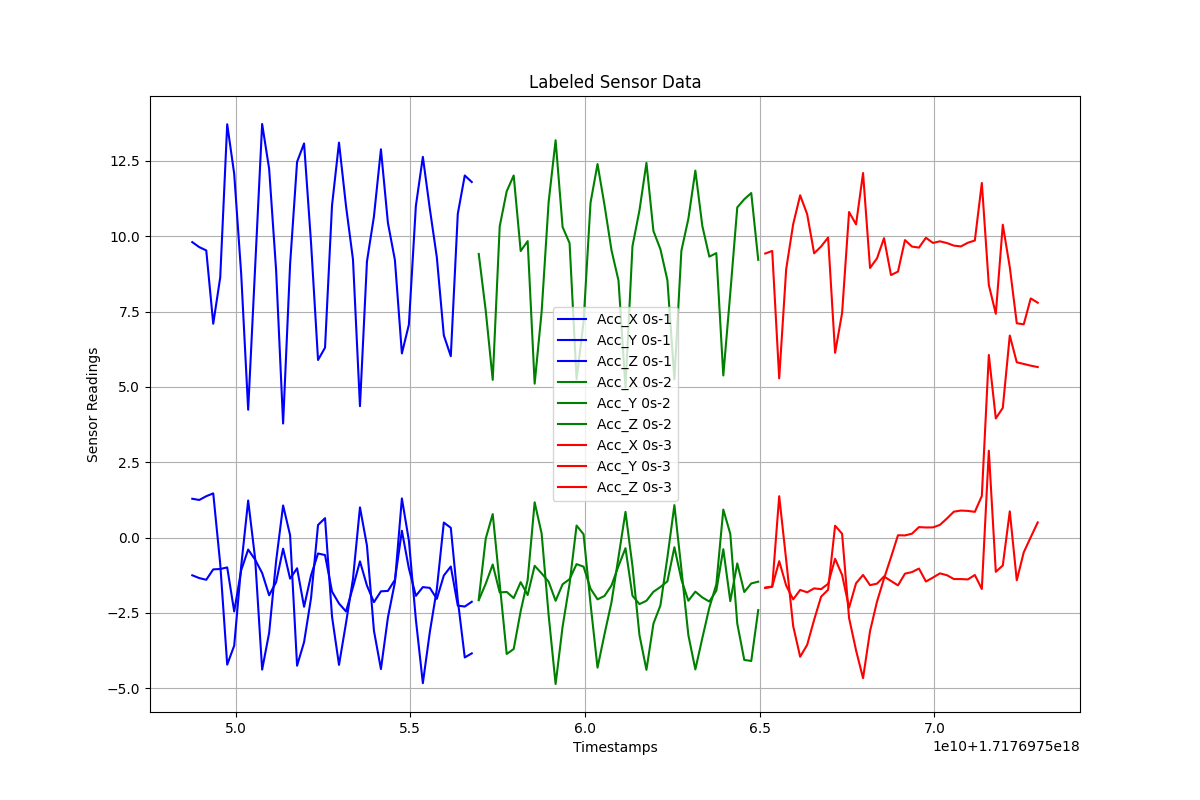 Labeled Sensor Data
Sensor Readings
12.5
10.0
7.5
5.0
2.5
0.0
−2.5
−5.0
Acc_X 0s-1
Acc_Y 0s-1
Acc_Z 0s-1
Acc_X 0s-2
Acc_Y 0s-2
Acc_Z 0s-2
Acc_X 0s-3
Acc_Y 0s-3
Acc_Z 0s-3
5.0 5.5 6.0 6.5 7.0
Timestamps
1e10+1.7176975e18